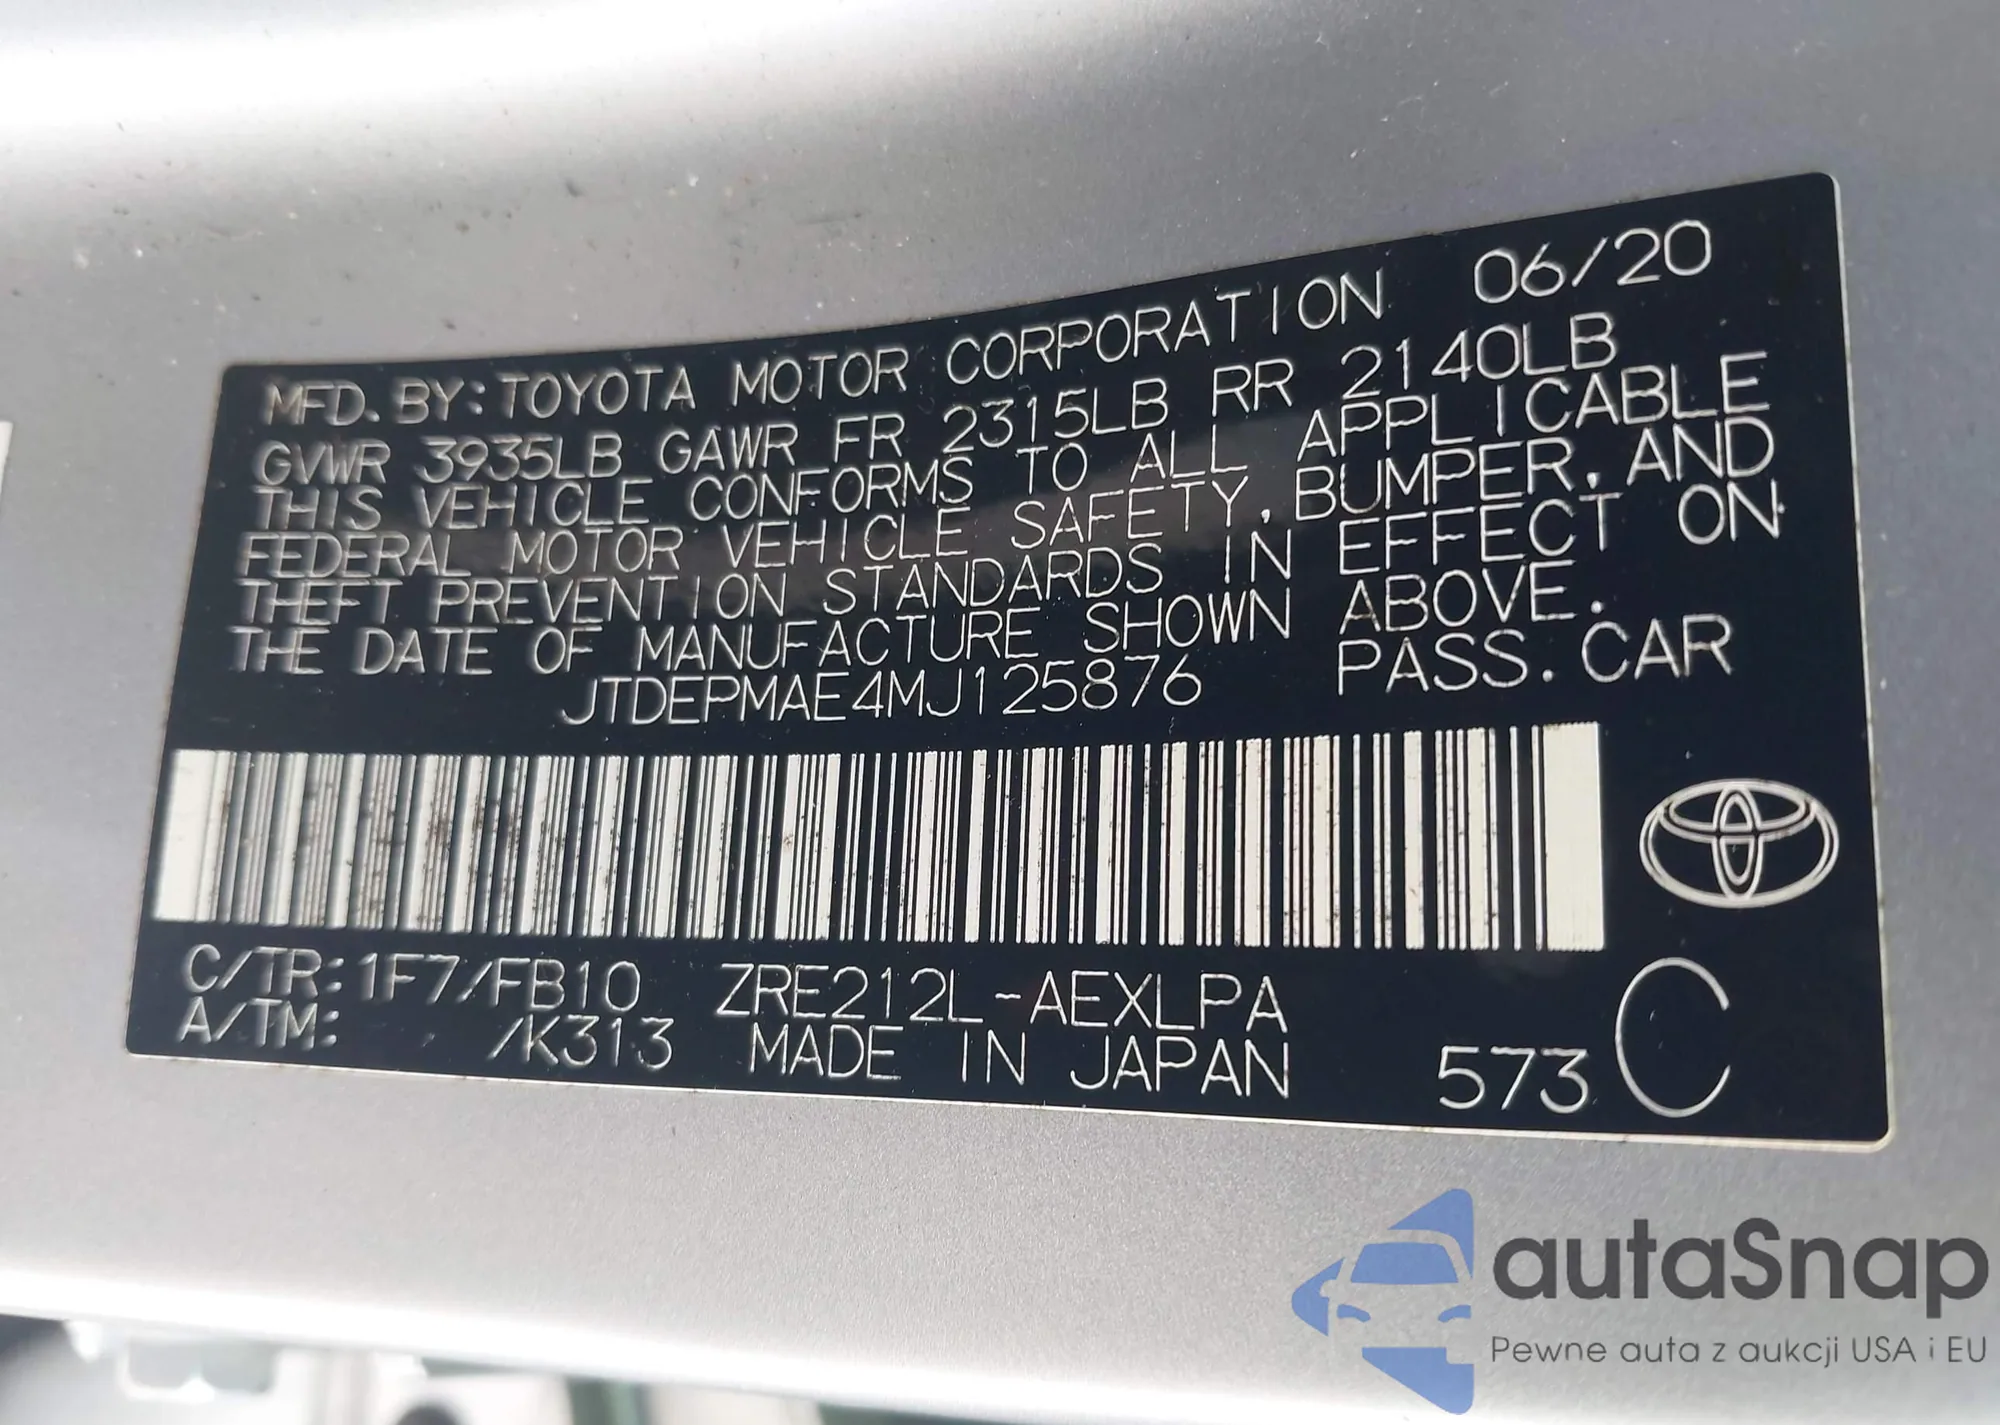 MFD. BY: TOYOTA MOTOR CORPORATION 06/20
GVWR 3935LB GAWR FR 2315LB RR 2140LB
THIS VEHICLE CONFORMS TO ALL APPLICABLE
FEDERAL MOTOR VEHICLE SAFETY, BUMPER, AND
THEFT PREVENTION STANDARDS IN EFFECT ON
THE DATE OF MANUFACTURE SHOWN ABOVE.
JTDEPMAE4MJ125876 PASS. CAR
C/TR: 1F7/FB10 ZRE212L-AEXLPA
A/TM: /K313 MADE IN JAPAN 573 C
autaSnap
Pewne auta z aukcji USA i EU